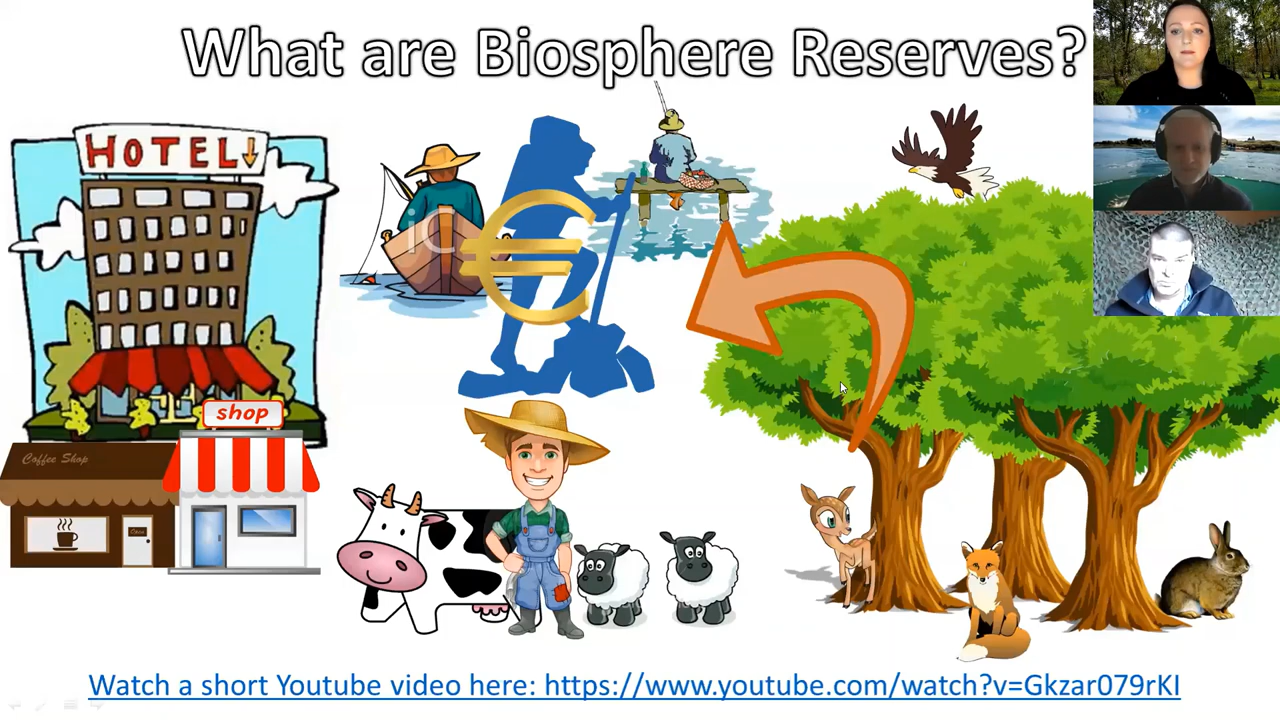 What are Biosphere Reserves?
HOTEL
shop
Coffee Shop
Watch a short Youtube video here: https://www.youtube.com/watch?v=Gkzar079rKI